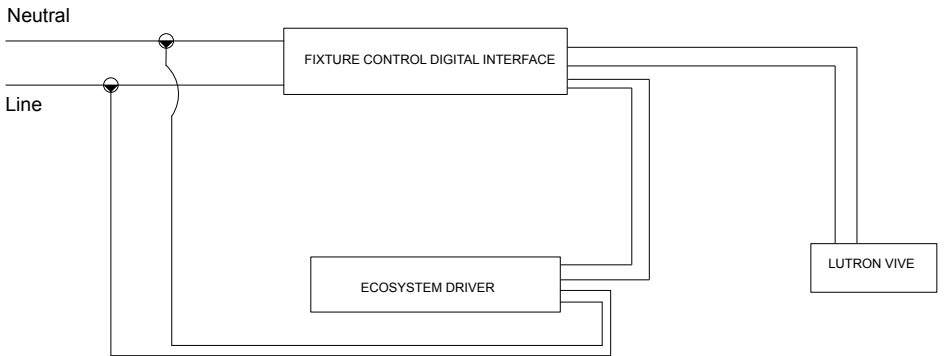 Neutral
FIXTURE CONTROL DIGITAL INTERFACE
Line
LUTRON VIVE
ECOSYSTEM DRIVER